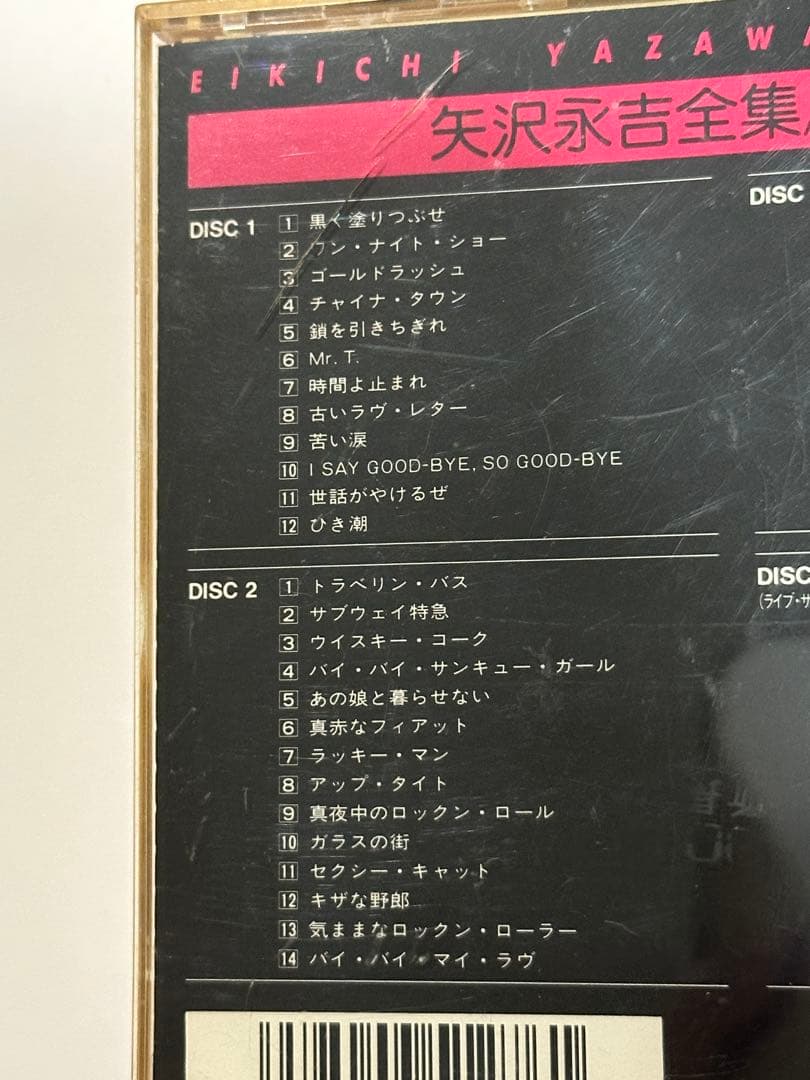 EIKICHI YAZAWA
矢沢永吉全集
DISC 1
1 黒く塗りつぶせ
2 ワン・ナイト・ショー
3 ゴールドラッシュ
4 チャイナ・タウン
5 鎖を引きちぎれ
6 Mr. T.
7 時間よ止まれ
8 古いラヴ・レター
9 苦い涙
10 I SAY GOOD-BYE, SO GOOD-BYE
11 世話がやけるぜ
12 ひき潮
DISC 2
1 トラベリン・バス
2 サブウェイ特急
3 ウイスキー・コーク
4 バイ・バイ・サンキュー・ガール
5 あの娘と暮らせない
6 真赤なフィアット
7 ラッキー・マン
8 アップ・タイト
9 真夜中のロックン・ロール
10 ガラスの街
11 セクシー・キャット
12 キザな野郎
13 気ままなロックン・ローラー
14 バイ・バイ・マイ・ラヴ
DISC
DISC
(ライブ・サ